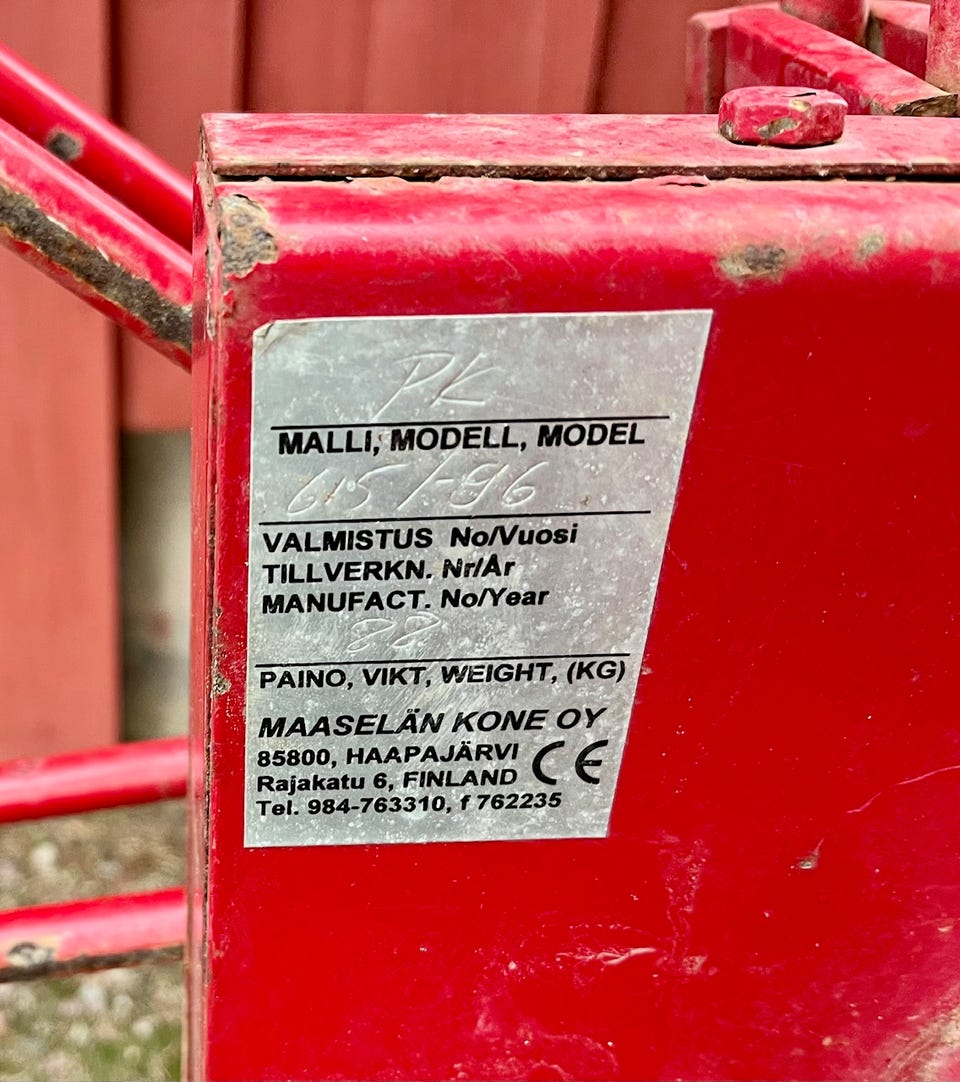 PK
MALLI, MODELL, MODEL
615/-96
VALMISTUS No/Vuosi
TILLVERKN. Nr/År
MANUFACT. No/Year
88
PAINO, VIKT, WEIGHT, (KG)
MAASELÄN KONE OY
85800, HAAPAJÄRVI
Rajakatu 6, FINLAND CE
Tel. 984-763310, f 762235